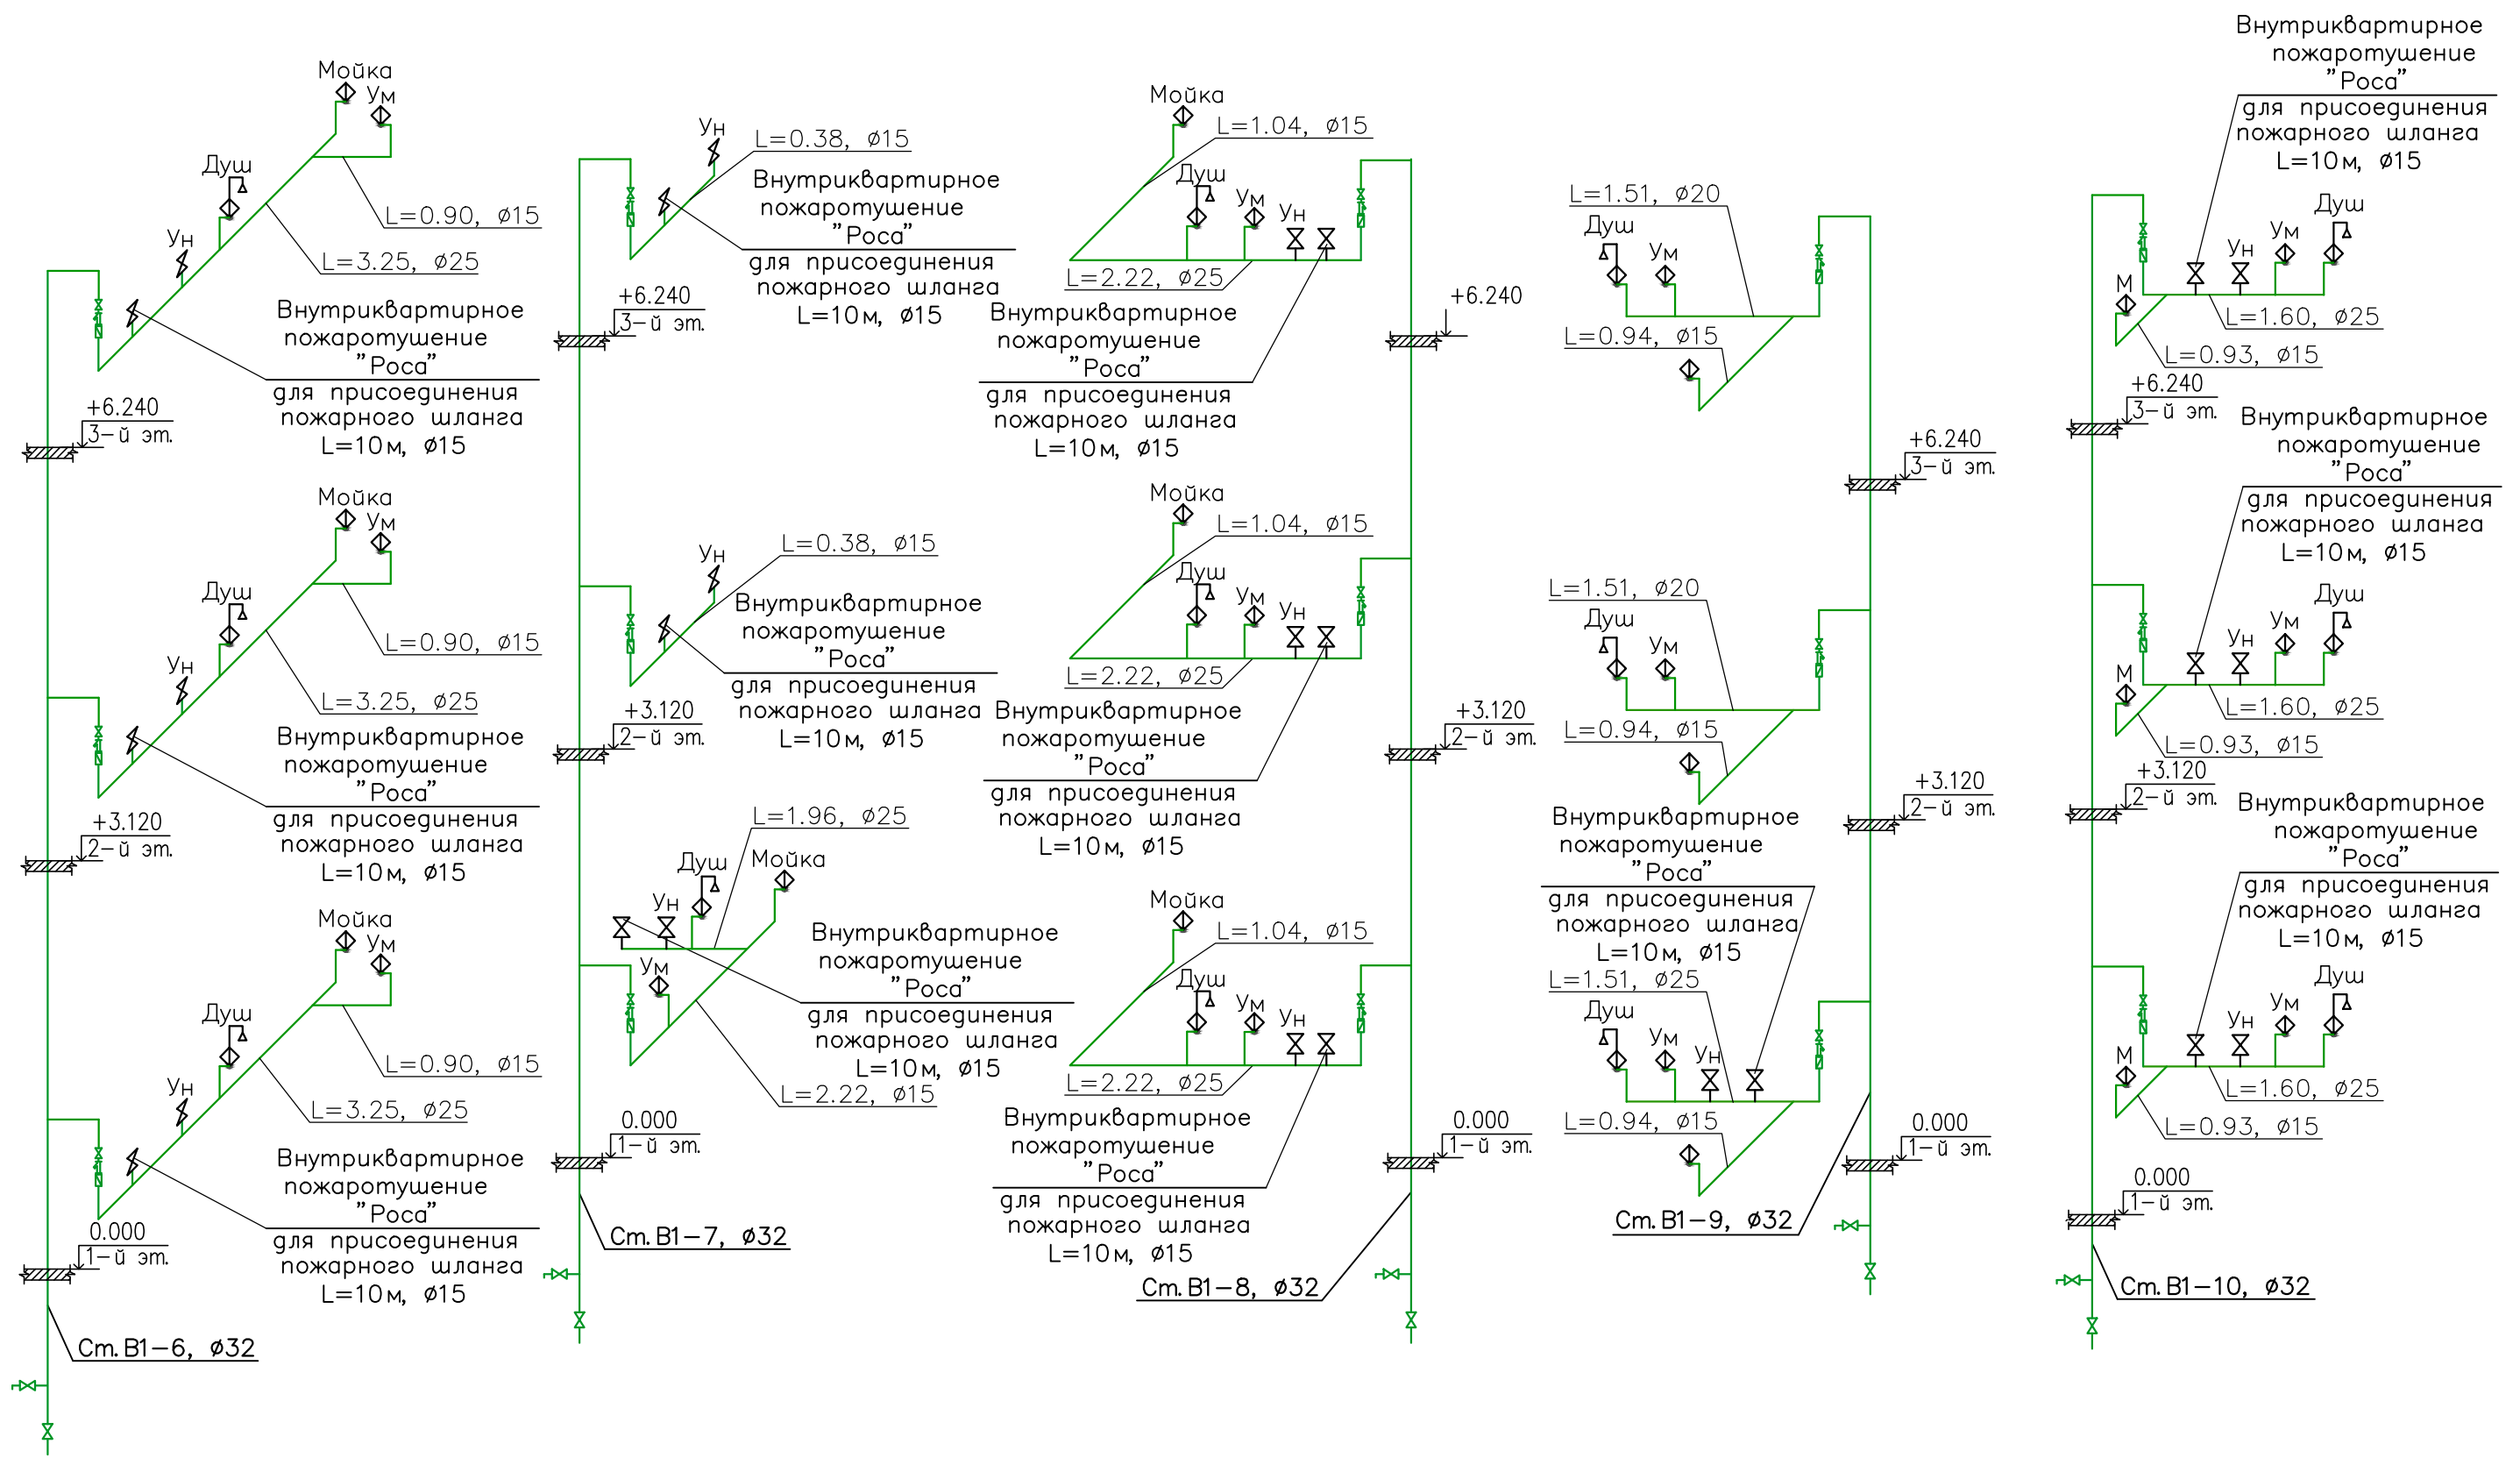 Мойка
Ум
Душ
Ун
L=0.90, ø15
L=3.25, ø25
Внутриквартирное
пожаротушение
"Роса"
для присоединения
пожарного шланга
L=10м, ø15
+6.240
3-й эт.
Мойка
Ум
Душ
Ун
L=0.90, ø15
L=3.25, ø25
Внутриквартирное
пожаротушение
"Роса"
для присоединения
пожарного шланга
L=10м, ø15
+3.120
2-й эт.
Мойка
Ум
Душ
Ун
L=0.90, ø15
L=3.25, ø25
Внутриквартирное
пожаротушение
"Роса"
для присоединения
пожарного шланга
L=10м, ø15
0.000
1-й эт.
Ст.В1-6, ø32
Ун
L=0.38, ø15
Внутриквартирное
пожаротушение
"Роса"
для присоединения
пожарного шланга
L=10м, ø15
+6.240
3-й эт.
Ун
L=0.38, ø15
Внутриквартирное
пожаротушение
"Роса"
для присоединения
пожарного шланга
L=10м, ø15
+3.120
2-й эт.
L=1.96, ø25
Душ
Мойка
Ун
Ум
Внутриквартирное
пожаротушение
"Роса"
для присоединения
пожарного шланга
L=10м, ø15
L=2.22, ø15
0.000
1-й эт.
Ст.В1-7, ø32
Мойка
L=1.04, ø15
Душ
Ум
Ун
L=2.22, ø25
Внутриквартирное
пожаротушение
"Роса"
для присоединения
пожарного шланга
L=10м, ø15
+6.240
Мойка
L=1.04, ø15
Душ
Ум
Ун
L=2.22, ø25
Внутриквартирное
пожаротушение
"Роса"
для присоединения
пожарного шланга
L=10м, ø15
+3.120
2-й эт.
Мойка
L=1.04, ø15
Душ
Ум
Ун
L=2.22, ø25
Внутриквартирное
пожаротушение
"Роса"
для присоединения
пожарного шланга
L=10м, ø15
0.000
1-й эт.
Ст.В1-8, ø32
L=1.51, ø20
Душ
Ум
L=0.94, ø15
+6.240
3-й эт.
L=1.51, ø20
Душ
Ум
L=0.94, ø15
+3.120
2-й эт.
Внутриквартирное
пожаротушение
"Роса"
для присоединения
пожарного шланга
L=10м, ø15
L=1.51, ø25
Душ
Ум
Ун
L=0.94, ø15
0.000
1-й эт.
Ст.В1-9, ø32
Внутриквартирное
пожаротушение
"Роса"
для присоединения
пожарного шланга
L=10м, ø15
Душ
Ум
Ун
М
L=1.60, ø25
L=0.93, ø15
+6.240
3-й эт.
Внутриквартирное
пожаротушение
"Роса"
для присоединения
пожарного шланга
L=10м, ø15
Душ
Ум
Ун
М
L=1.60, ø25
L=0.93, ø15
+3.120
2-й эт.
Внутриквартирное
пожаротушение
"Роса"
для присоединения
пожарного шланга
L=10м, ø15
Душ
Ум
Ун
М
L=1.60, ø25
L=0.93, ø15
0.000
1-й эт.
Ст.В1-10, ø32